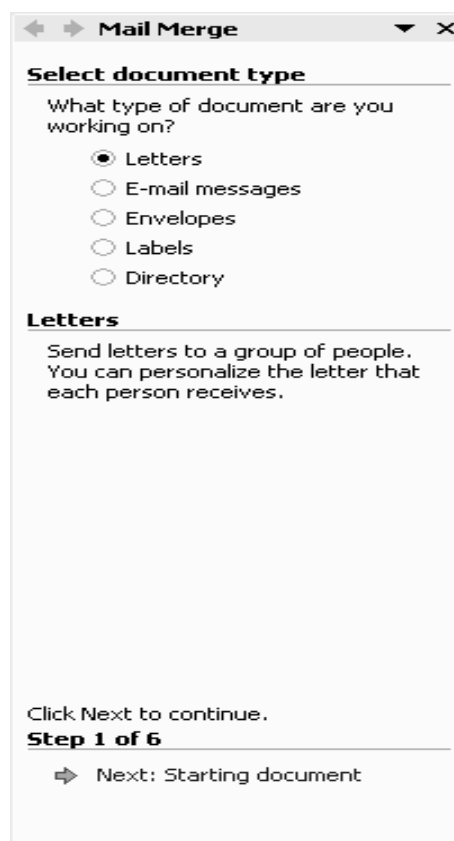 Mail Merge
Select document type
What type of document are you
working on?
Letters
E-mail messages
Envelopes
Labels
Directory
Letters
Send letters to a group of people.
You can personalize the letter that
each person receives.
Click Next to continue.
Step 1 of 6
Next: Starting document